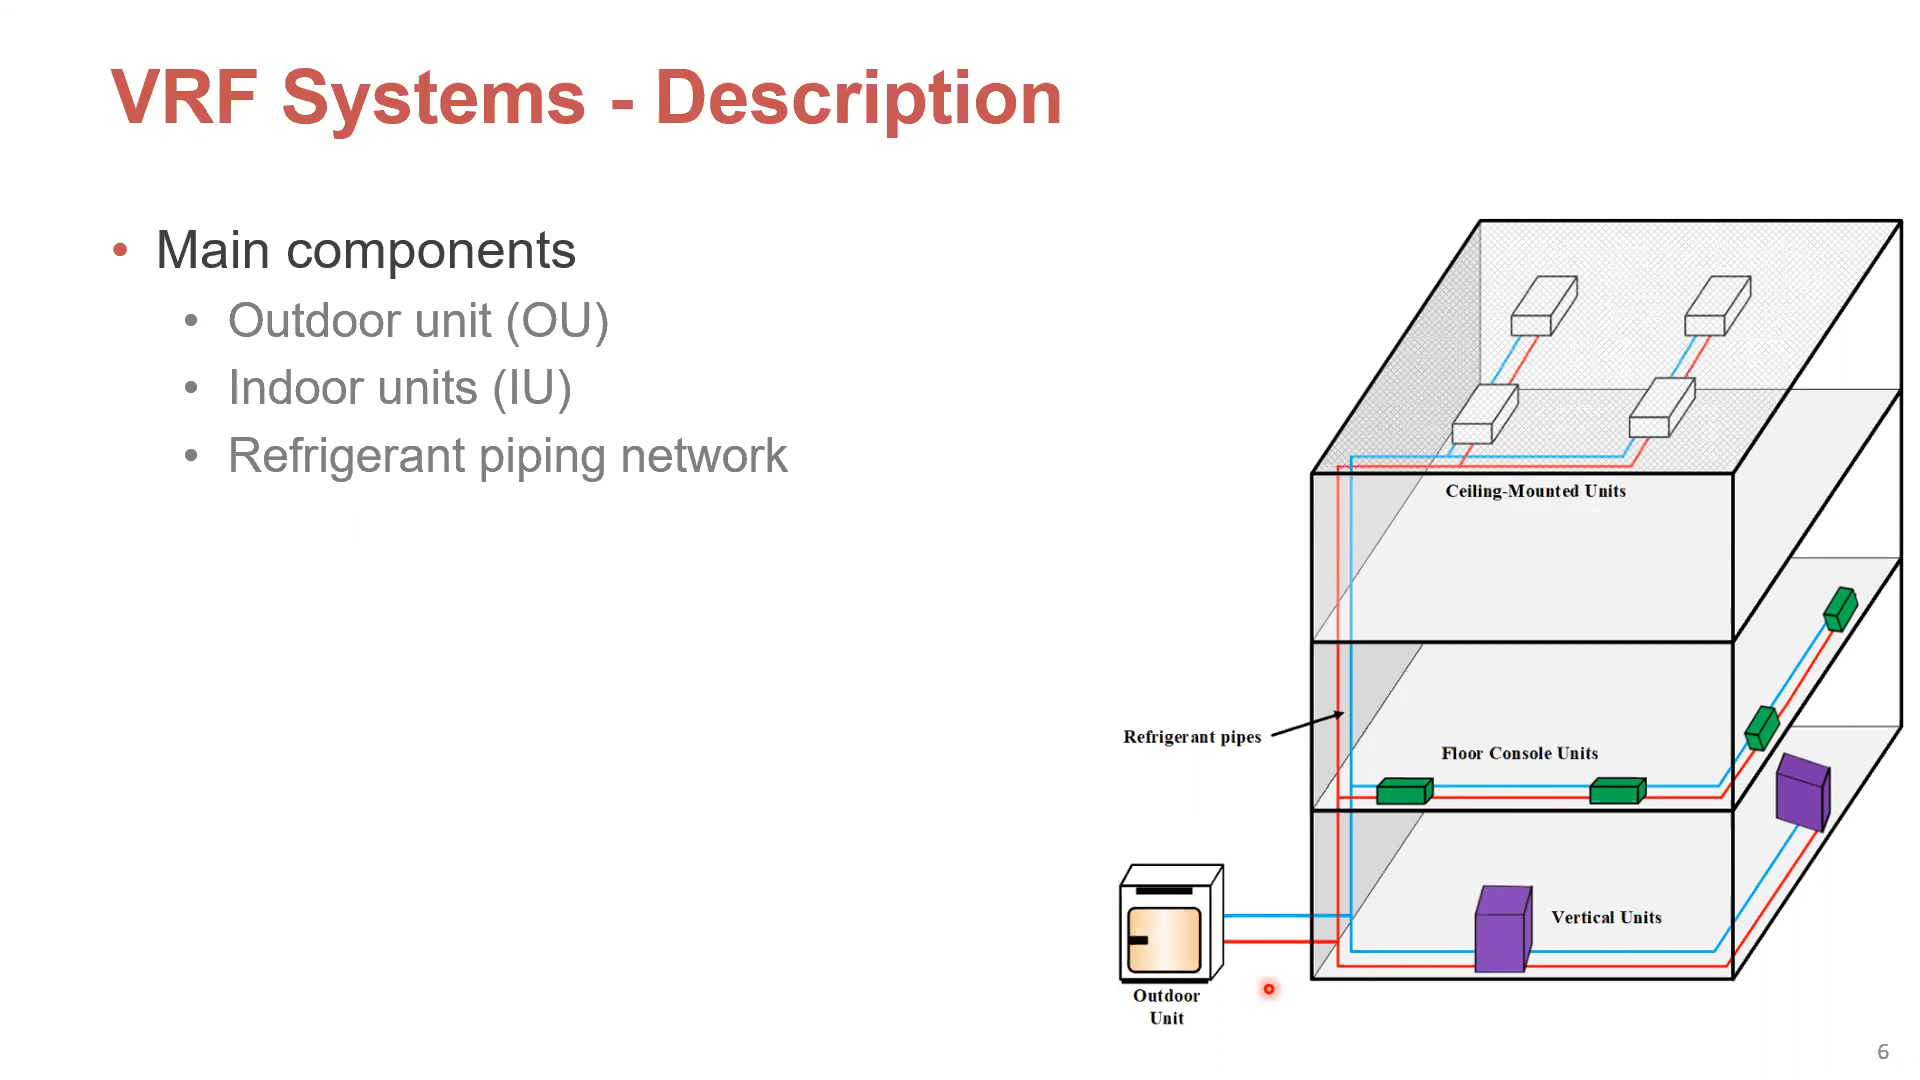 VRF Systems - Description
• Main components
• Outdoor unit (OU)
• Indoor units (IU)
• Refrigerant piping network
Ceiling-Mounted Units
Refrigerant pipes
Floor Console Units
Vertical Units
Outdoor
Unit
6